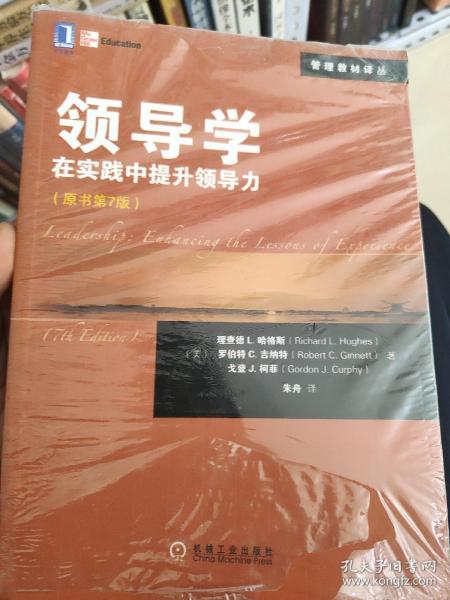 Education
管理教材译丛
领导学
在实践中提升领导力
(原书第7版)
Leadership: Enhancing the Lessons of Experience
(7th Edition)
理查德 L. 哈格斯 (Richard L. Hughes)
(美) 罗伯特 C. 吉纳特 (Robert C. Ginnett) 著
戈登 J. 柯菲 (Gordon J. Curphy)
朱舟 译
机械工业出版社
China Machine Press
孔夫子旧书网
kongfz.com